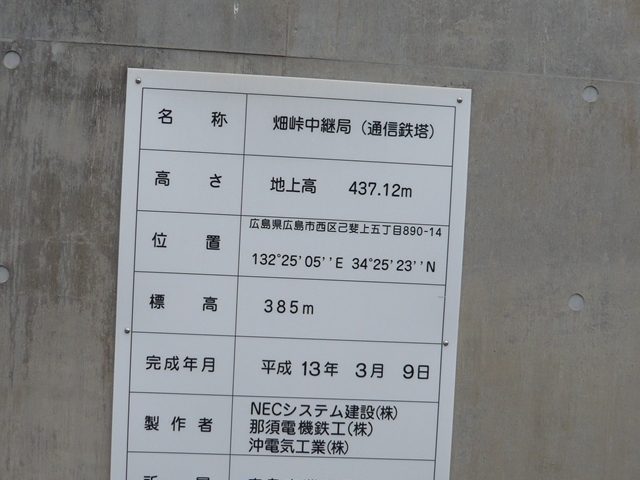 名称 畑峠中継局（通信鉄塔）
高さ 地上高 437.12m
位置 広島県広島市西区己斐上五丁目890-14
132°25'05''E 34°25'23''N
標高 385m
完成年月 平成 13年 3月 9日
製作者 NECシステム建設(株)
那須電機鉄工(株)
沖電気工業(株)